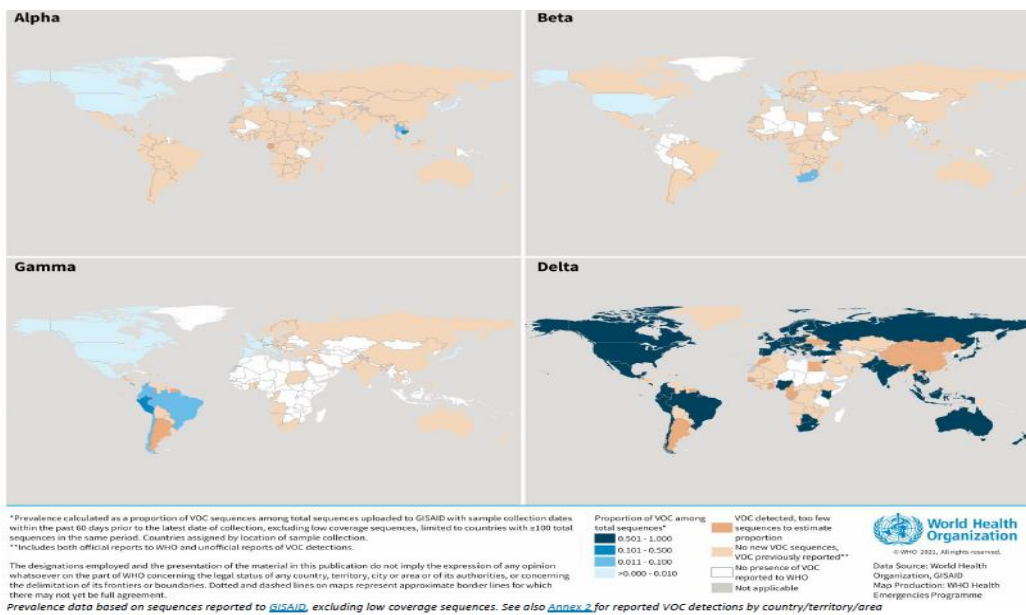 Alpha
Beta
Gamma
Delta
*Prevalence calculated as a proportion of VOC sequences among total sequences uploaded to GISAID with sample collection dates
within the past 60 days prior to the latest date of collection, excluding low coverage sequences, limited to countries with ≥100 total
sequences in the same period. Countries assigned by location of sample collection.
**Includes both official reports to WHO and unofficial reports of VOC detections.
The designations employed and the presentation of the material in this publication do not imply the expression of any opinion
whatsoever on the part of WHO concerning the legal status of any country, territory, city or area or of its authorities, or concerning
the delimitation of its frontiers or boundaries. Dotted and dashed lines on maps represent approximate border lines for which
there may not yet be full agreement.
Proportion of VOC among
total sequences*
0.501 - 1.000
0.101 - 0.500
0.011 - 0.100
>0.000 - 0.010
VOC detected, too few
sequences to estimate
proportion
No new VOC sequences,
VOC previously reported**
No presence of VOC
reported to WHO
Not applicable
World Health
Organization
© WHO 2021, All rights reserved.
Data Source: World Health
Organization, GISAID
Map Production: WHO Health
Emergencies Programme
Prevalence data based on sequences reported to GISAID, excluding low coverage sequences. See also Annex 2 for reported VOC detections by country/territory/area